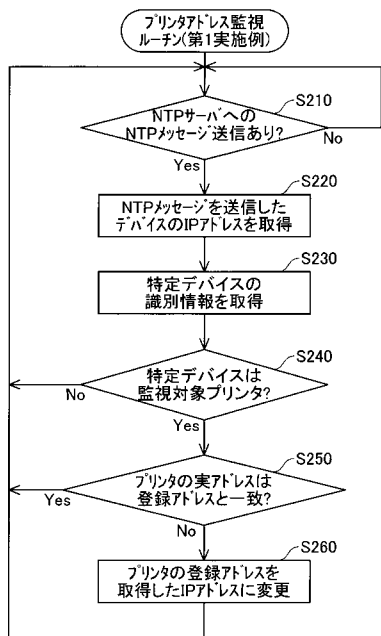 プリンタアドレス監視
ルーチン(第1実施例)
S210
NTPサーバへの
NTPメッセージ送信あり?
No
Yes
S220
NTPメッセージを送信した
デバイスのIPアドレスを取得
S230
特定デバイスの
識別情報を取得
S240
特定デバイスは
監視対象プリンタ?
No
Yes
S250
プリンタの実アドレスは
登録アドレスと一致?
Yes
No
S260
プリンタの登録アドレスを
取得したIPアドレスに変更